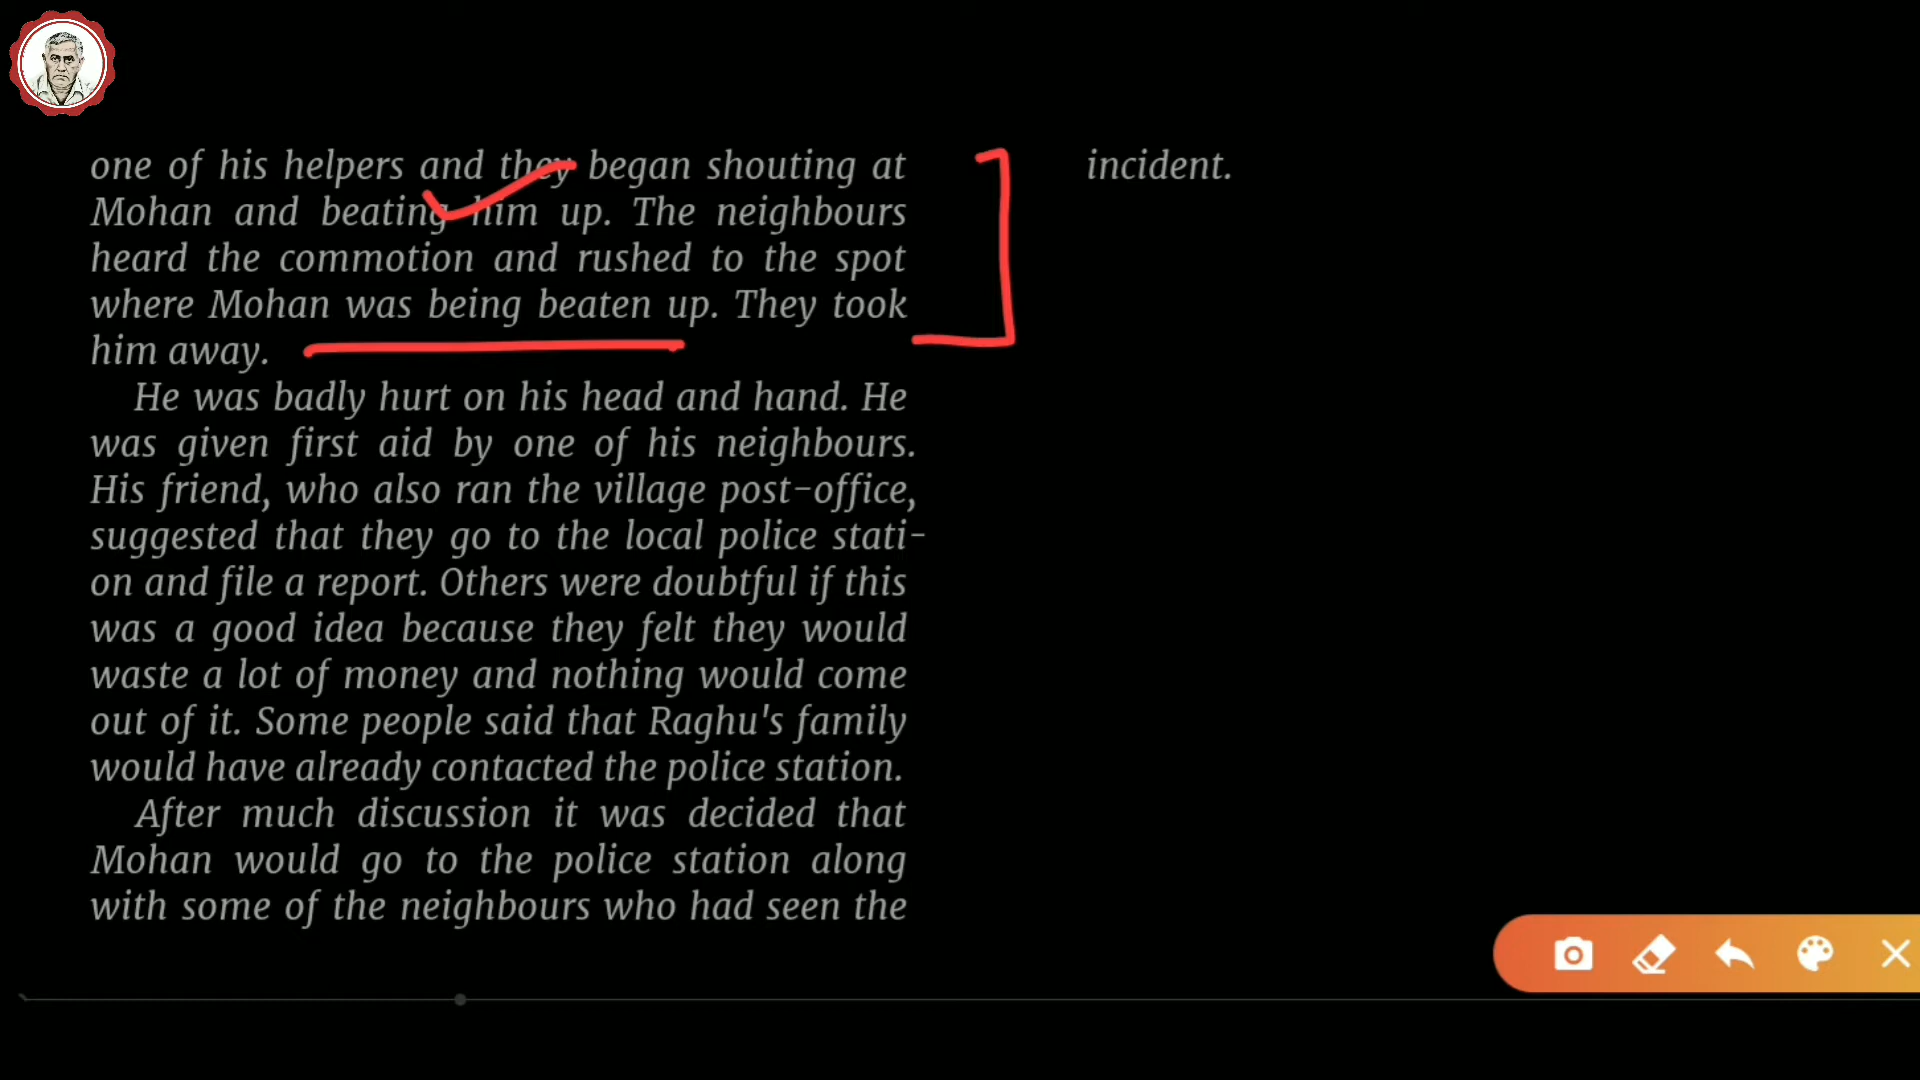 one of his helpers and they began shouting at
Mohan and beating him up. The neighbours
heard the commotion and rushed to the spot
where Mohan was being beaten up. They took
him away.
He was badly hurt on his head and hand. He
was given first aid by one of his neighbours.
His friend, who also ran the village post-office,
suggested that they go to the local police stati-
on and file a report. Others were doubtful if this
was a good idea because they felt they would
waste a lot of money and nothing would come
out of it. Some people said that Raghu's family
would have already contacted the police station.
After much discussion it was decided that
Mohan would go to the police station along
with some of the neighbours who had seen the
incident.